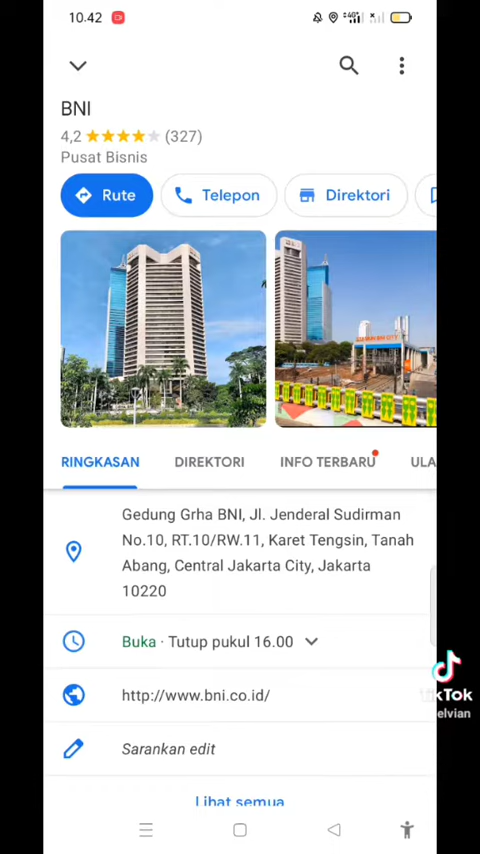 10.42
BNI
4,2 (327)
Pusat Bisnis
Rute
Telepon
Direktori
RINGKASAN
DIREKTORI
INFO TERBARU
ULA
Gedung Grha BNI, Jl. Jenderal Sudirman
No.10, RT.10/RW.11, Karet Tengsin, Tanah
Abang, Central Jakarta City, Jakarta
10220
Buka · Tutup pukul 16.00
http://www.bni.co.id/
Sarankan edit
Lihat semua
TikTok
elvian